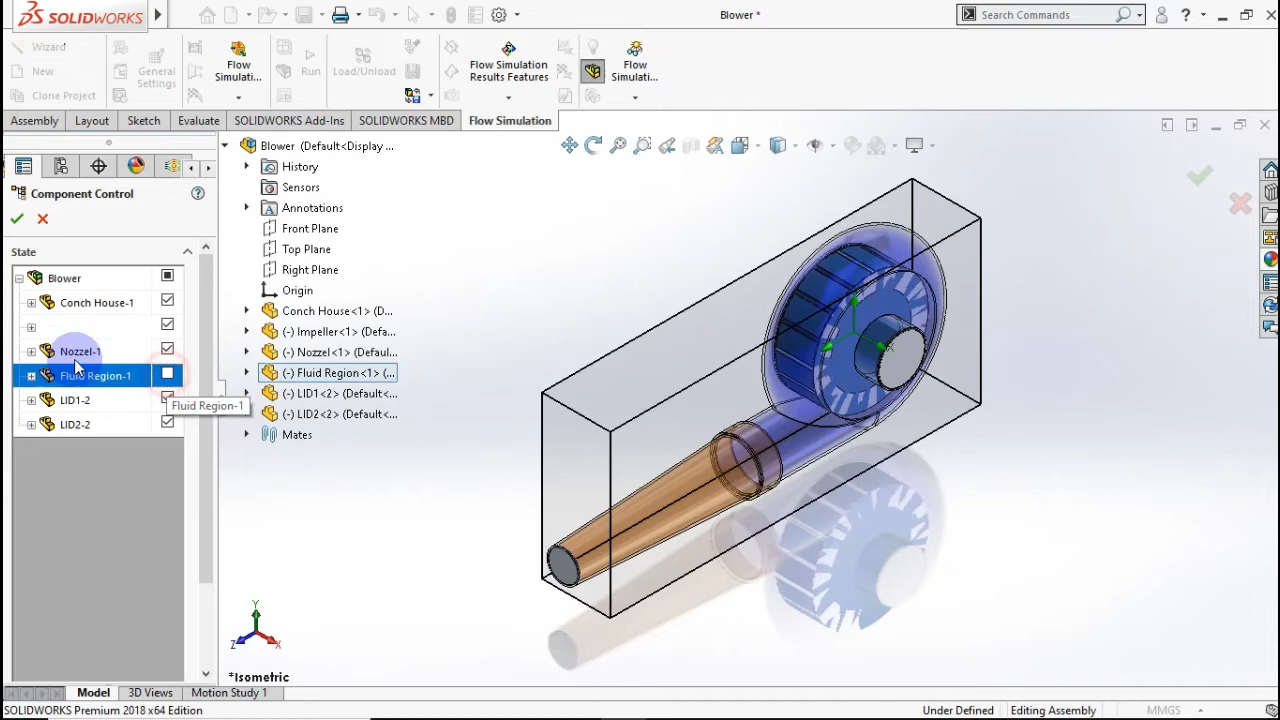 SOLIDWORKS
Blower *
Search Commands
?
Wizard
New
Clone Project
General
Settings
Flow
Simulati...
Run
Load/Unload
Flow Simulation
Results Features
Flow
Simulati...
Assembly
Layout
Sketch
Evaluate
SOLIDWORKS Add-Ins
SOLIDWORKS MBD
Flow Simulation
Component Control
?
State
Blower
Conch House-1
Nozzel-1
Fluid Region-1
LID1-2
LID2-2
Fluid Region-1
Blower (Default<Display ...
History
Sensors
Annotations
Front Plane
Top Plane
Right Plane
Origin
Conch House<1> (D...
(-) Impeller<1> (Defa...
(-) Nozzel<1> (Defaul...
(-) Fluid Region<1> (...
(-) LID1<2> (Default<...
(-) LID2<2> (Default<...
Mates
Y
Z
X
*Isometric
Model
3D Views
Motion Study 1
SOLIDWORKS Premium 2018 x64 Edition
Under Defined
Editing Assembly
MMGS